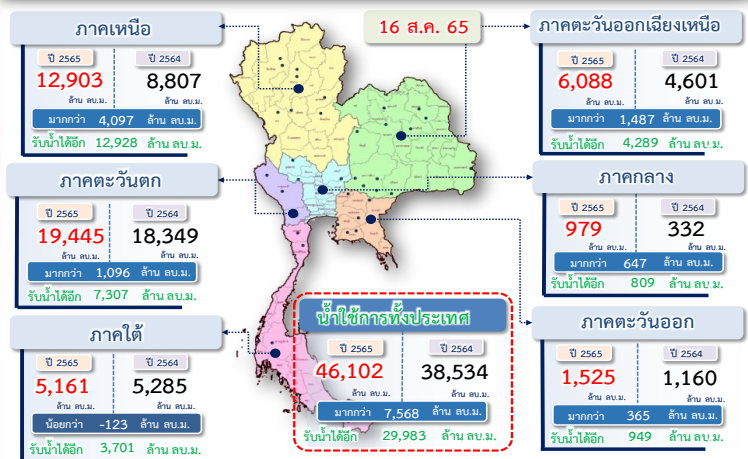 16 ส.ค. 65
ภาคเหนือ
ปี 2565 ปี 2564
12,903 8,807
ล้าน ลบ.ม. ล้าน ลบ.ม.
มากกว่า 4,097 ล้าน ลบ.ม.
รับน้ำได้อีก 12,928 ล้าน ลบ.ม.
ภาคตะวันออกเฉียงเหนือ
ปี 2565 ปี 2564
6,088 4,601
ล้าน ลบ.ม. ล้าน ลบ.ม.
มากกว่า 1,487 ล้าน ลบ.ม.
รับน้ำได้อีก 4,289 ล้าน ลบ.ม.
ภาคตะวันตก
ปี 2565 ปี 2564
19,445 18,349
ล้าน ลบ.ม. ล้าน ลบ.ม.
มากกว่า 1,096 ล้าน ลบ.ม.
รับน้ำได้อีก 7,307 ล้าน ลบ.ม.
ภาคกลาง
ปี 2565 ปี 2564
979 332
ล้าน ลบ.ม. ล้าน ลบ.ม.
มากกว่า 647 ล้าน ลบ.ม.
รับน้ำได้อีก 809 ล้าน ลบ.ม.
ภาคใต้
ปี 2565 ปี 2564
5,161 5,285
ล้าน ลบ.ม. ล้าน ลบ.ม.
น้อยกว่า -123 ล้าน ลบ.ม.
รับน้ำได้อีก 3,701 ล้าน ลบ.ม.
น้ำใช้การทั้งประเทศ
ปี 2565 ปี 2564
46,102 38,534
ล้าน ลบ.ม. ล้าน ลบ.ม.
มากกว่า 7,568 ล้าน ลบ.ม.
รับน้ำได้อีก 29,983 ล้าน ลบ.ม.
ภาคตะวันออก
ปี 2565 ปี 2564
1,525 1,160
ล้าน ลบ.ม. ล้าน ลบ.ม.
มากกว่า 365 ล้าน ลบ.ม.
รับน้ำได้อีก 949 ล้าน ลบ.ม.